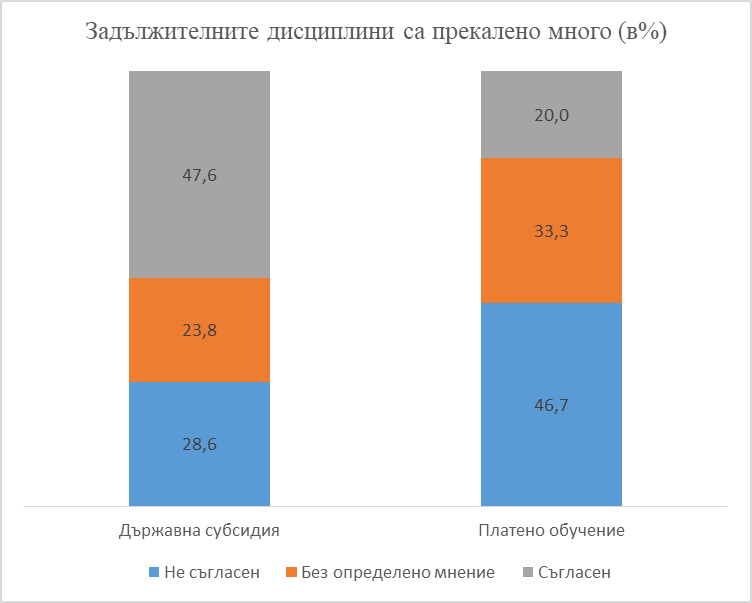 Задължителните дисциплини са прекалено много (в%)
47,6
20,0
23,8
33,3
28,6
46,7
Държавна субсидия
Платено обучение
Не съгласен
Без определено мнение
Съгласен